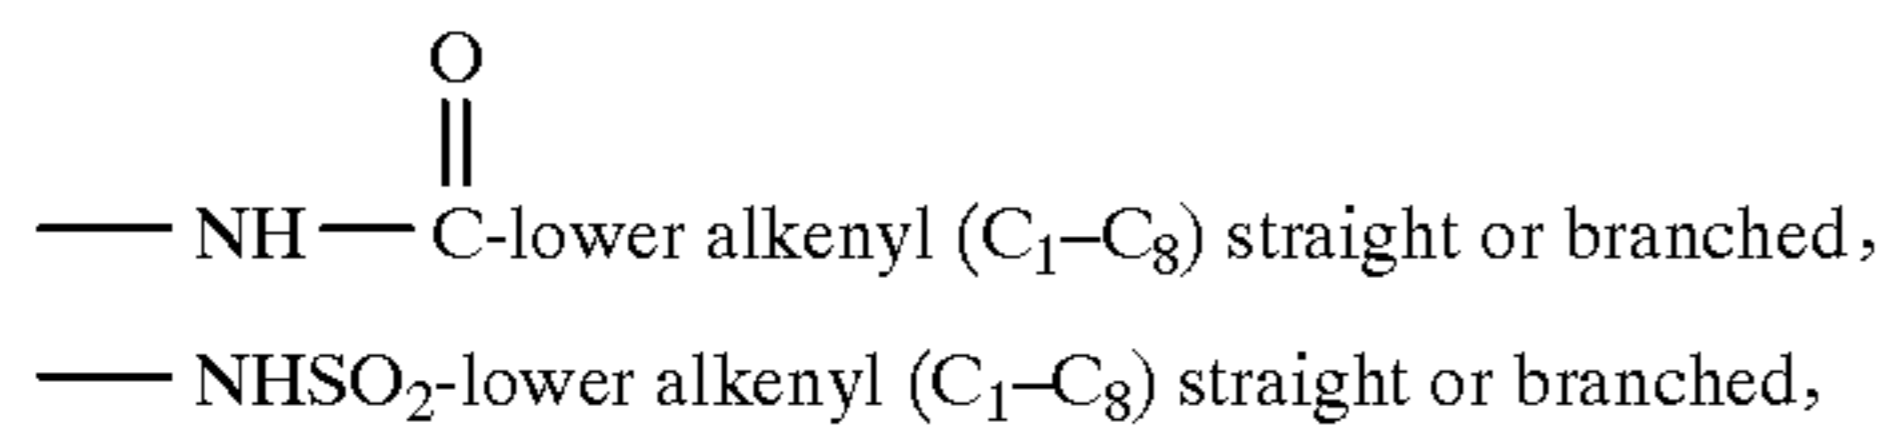 O
—NH—C-lower alkenyl (C₁–C₈) straight or branched,
—NHSO₂-lower alkenyl (C₁–C₈) straight or branched,